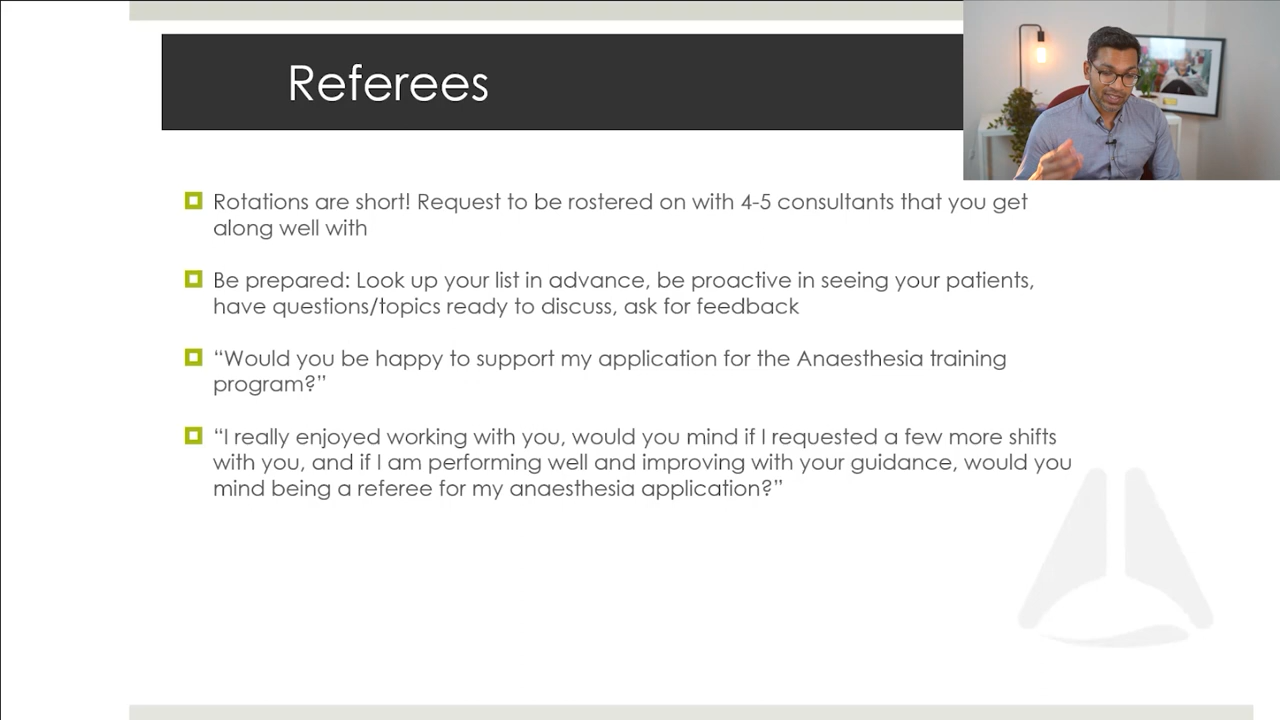 Referees
Rotations are short! Request to be rostered on with 4-5 consultants that you get
along well with
Be prepared: Look up your list in advance, be proactive in seeing your patients,
have questions/topics ready to discuss, ask for feedback
“Would you be happy to support my application for the Anaesthesia training
program?”
“I really enjoyed working with you, would you mind if I requested a few more shifts
with you, and if I am performing well and improving with your guidance, would you
mind being a referee for my anaesthesia application?”